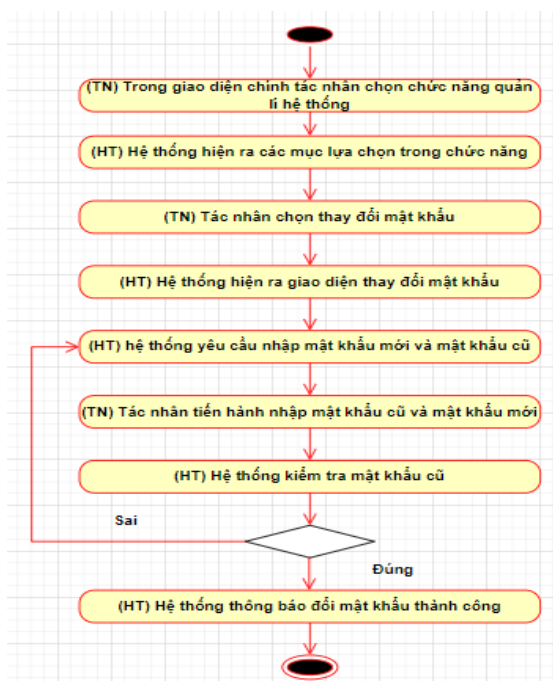 (TN) Trong giao diện chính tác nhân chọn chức năng quản
lí hệ thống
(HT) Hệ thống hiện ra các mục lựa chọn trong chức năng
(TN) Tác nhân chọn thay đổi mật khẩu
(HT) Hệ thống hiện ra giao diện thay đổi mật khẩu
(HT) hệ thống yêu cầu nhập mật khẩu mới và mật khẩu cũ
(TN) Tác nhân tiến hành nhập mật khẩu cũ và mật khẩu mới
(HT) Hệ thống kiểm tra mật khẩu cũ
Sai
Đúng
(HT) Hệ thống thông báo đổi mật khẩu thành công